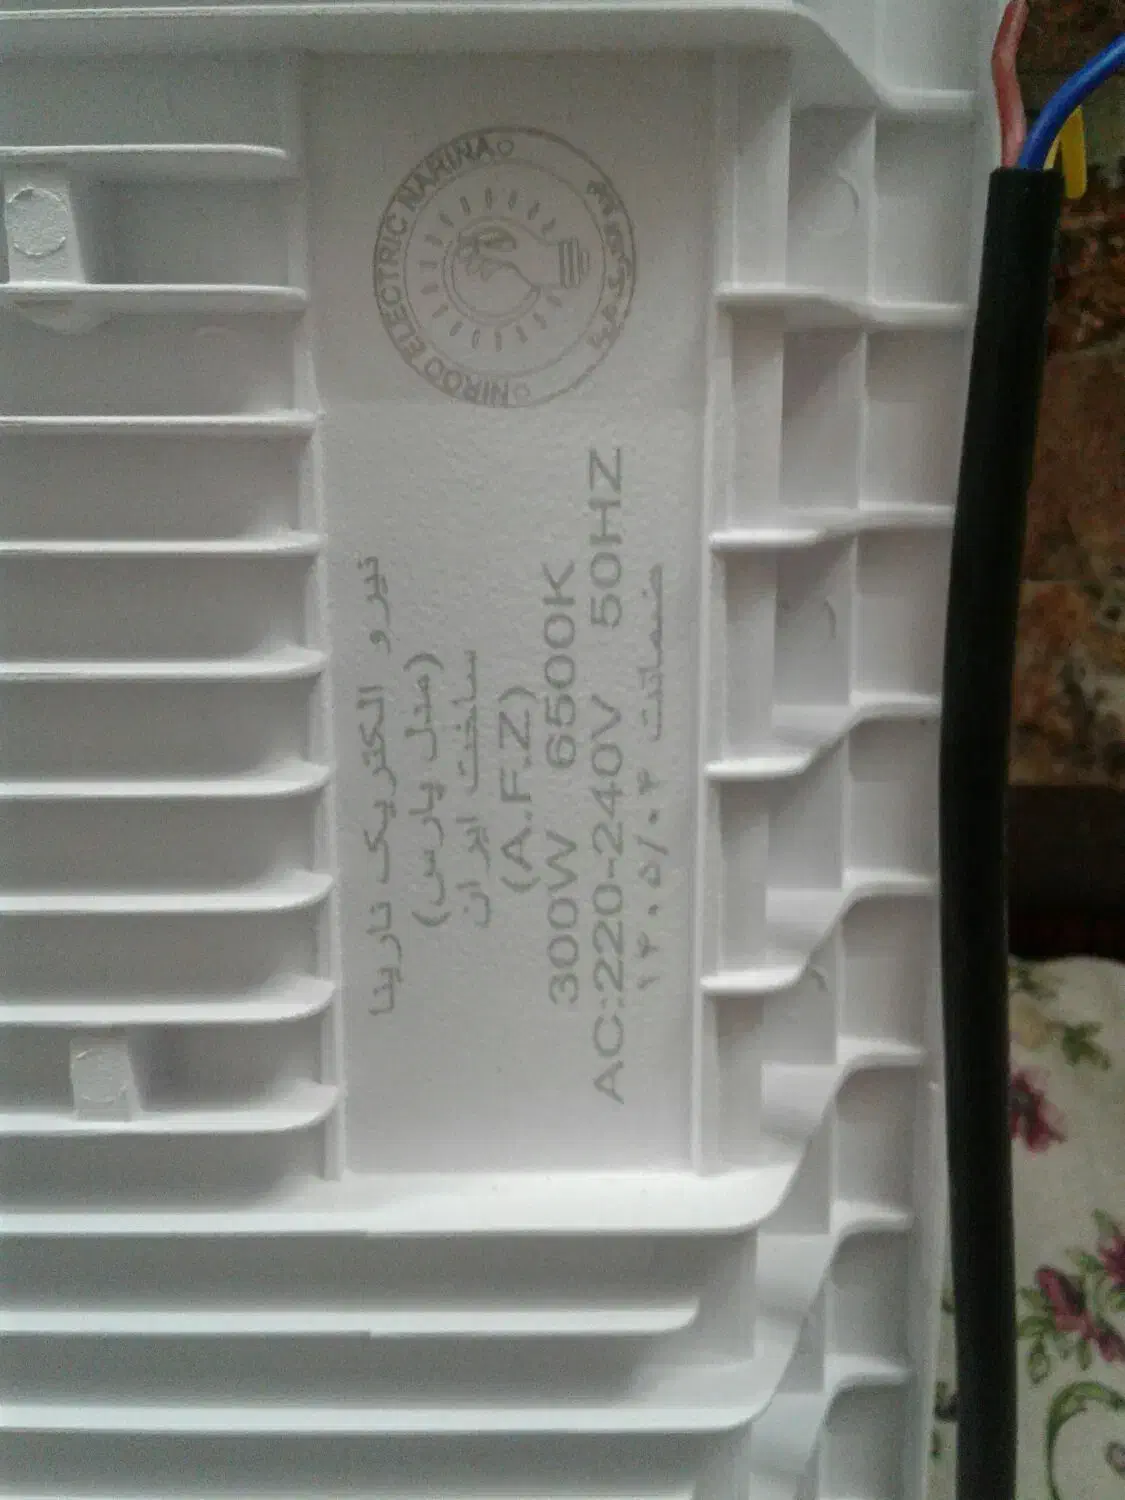 NIROO ELECTRIC NARINA
نیرو الکتریک نارینا
(مدل پارس)
ساخت ایران
(A.F.Z)
300W 6500K
AC:220-240V 50HZ
ضمانت ۱۴۰۵/۰۴